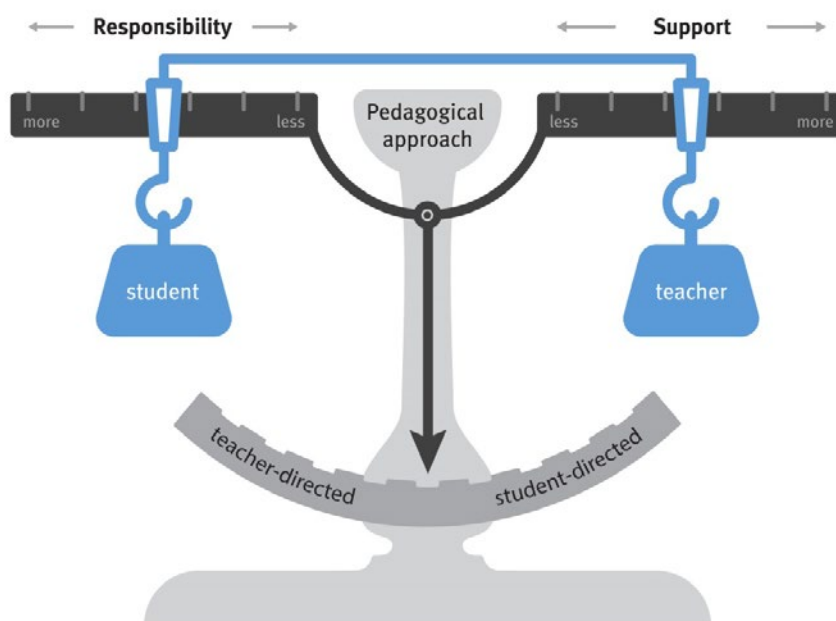 Responsibility
Support
more
less
less
more
Pedagogical
approach
student
teacher
teacher-directed
student-directed